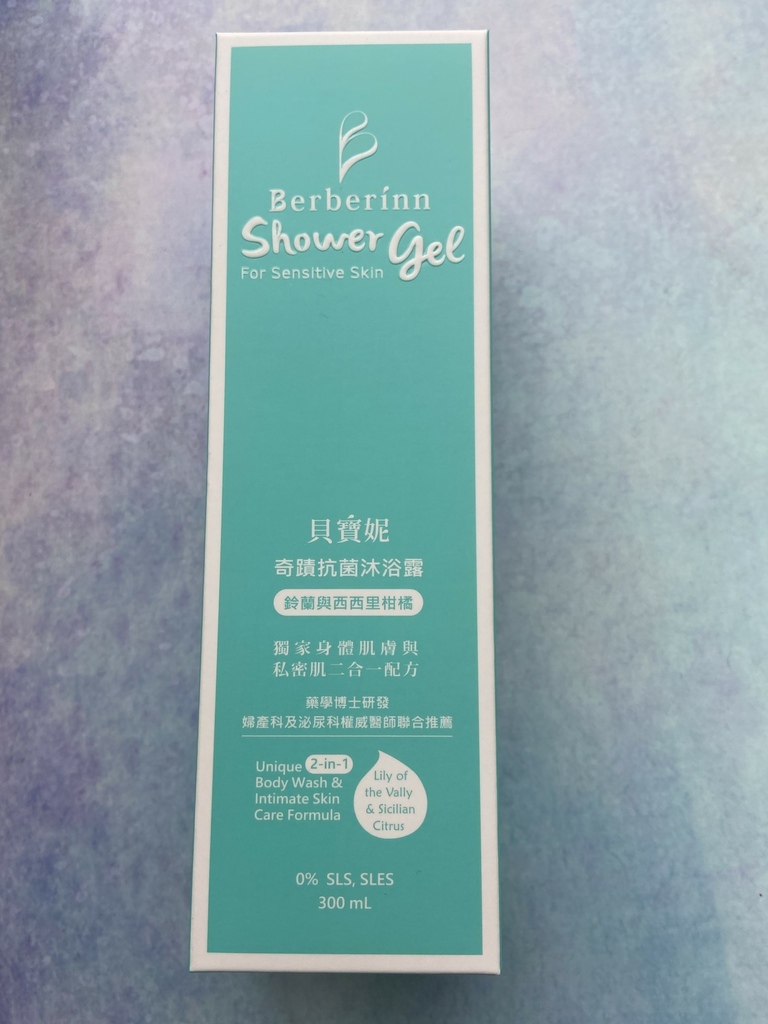 Berberinn
Shower Gel
For Sensitive Skin
貝寶妮
奇蹟抗菌沐浴露
鈴蘭與西西里柑橘
獨家身體肌膚與
私密肌二合一配方
藥學博士研發
婦產科及泌尿科權威醫師聯合推薦
Unique 2-in-1
Body Wash &
Intimate Skin
Care Formula
Lily of
the Vally
& Sicilian
Citrus
0% SLS, SLES
300 mL